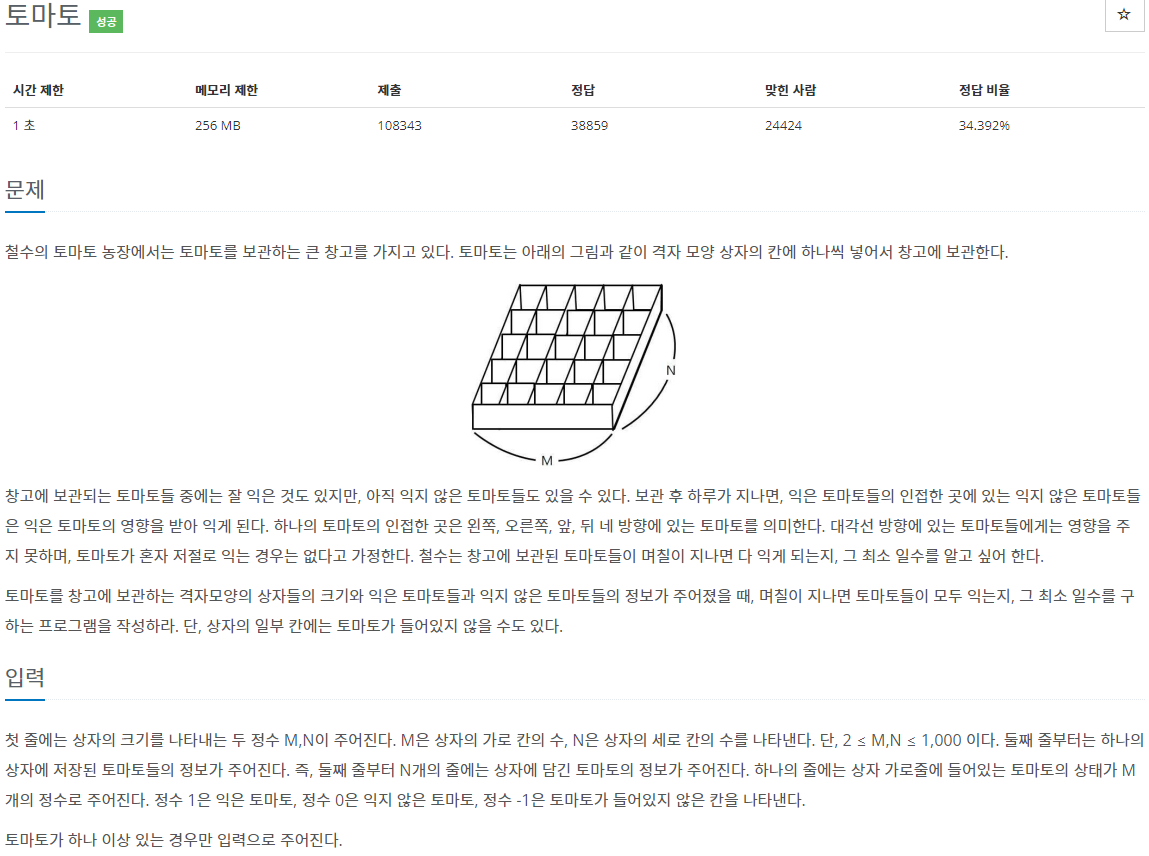 토마토 성공
☆
시간 제한 메모리 제한 제출 정답 맞힌 사람 정답 비율
1 초 256 MB 108343 38859 24424 34.392%
문제
철수의 토마토 농장에서는 토마토를 보관하는 큰 창고를 가지고 있다. 토마토는 아래의 그림과 같이 격자 모양 상자의 칸에 하나씩 넣어서 창고에 보관한다.
N
M
창고에 보관되는 토마토들 중에는 잘 익은 것도 있지만, 아직 익지 않은 토마토들도 있을 수 있다. 보관 후 하루가 지나면, 익은 토마토들의 인접한 곳에 있는 익지 않은 토마토들
은 익은 토마토의 영향을 받아 익게 된다. 하나의 토마토의 인접한 곳은 왼쪽, 오른쪽, 앞, 뒤 네 방향에 있는 토마토를 의미한다. 대각선 방향에 있는 토마토들에게는 영향을 주
지 못하며, 토마토가 혼자 저절로 익는 경우는 없다고 가정한다. 철수는 창고에 보관된 토마토들이 며칠이 지나면 다 익게 되는지, 그 최소 일수를 알고 싶어 한다.
토마토를 창고에 보관하는 격자모양의 상자들의 크기와 익은 토마토들과 익지 않은 토마토들의 정보가 주어졌을 때, 며칠이 지나면 토마토들이 모두 익는지, 그 최소 일수를 구
하는 프로그램을 작성하라. 단, 상자의 일부 칸에는 토마토가 들어있지 않을 수도 있다.
입력
첫 줄에는 상자의 크기를 나타내는 두 정수 M,N이 주어진다. M은 상자의 가로 칸의 수, N은 상자의 세로 칸의 수를 나타낸다. 단, 2 ≤ M,N ≤ 1,000 이다. 둘째 줄부터는 하나의
상자에 저장된 토마토들의 정보가 주어진다. 즉, 둘째 줄부터 N개의 줄에는 상자에 담긴 토마토의 정보가 주어진다. 하나의 줄에는 상자 가로줄에 들어있는 토마토의 상태가 M
개의 정수로 주어진다. 정수 1은 익은 토마토, 정수 0은 익지 않은 토마토, 정수 -1은 토마토가 들어있지 않은 칸을 나타낸다.
토마토가 하나 이상 있는 경우만 입력으로 주어진다.